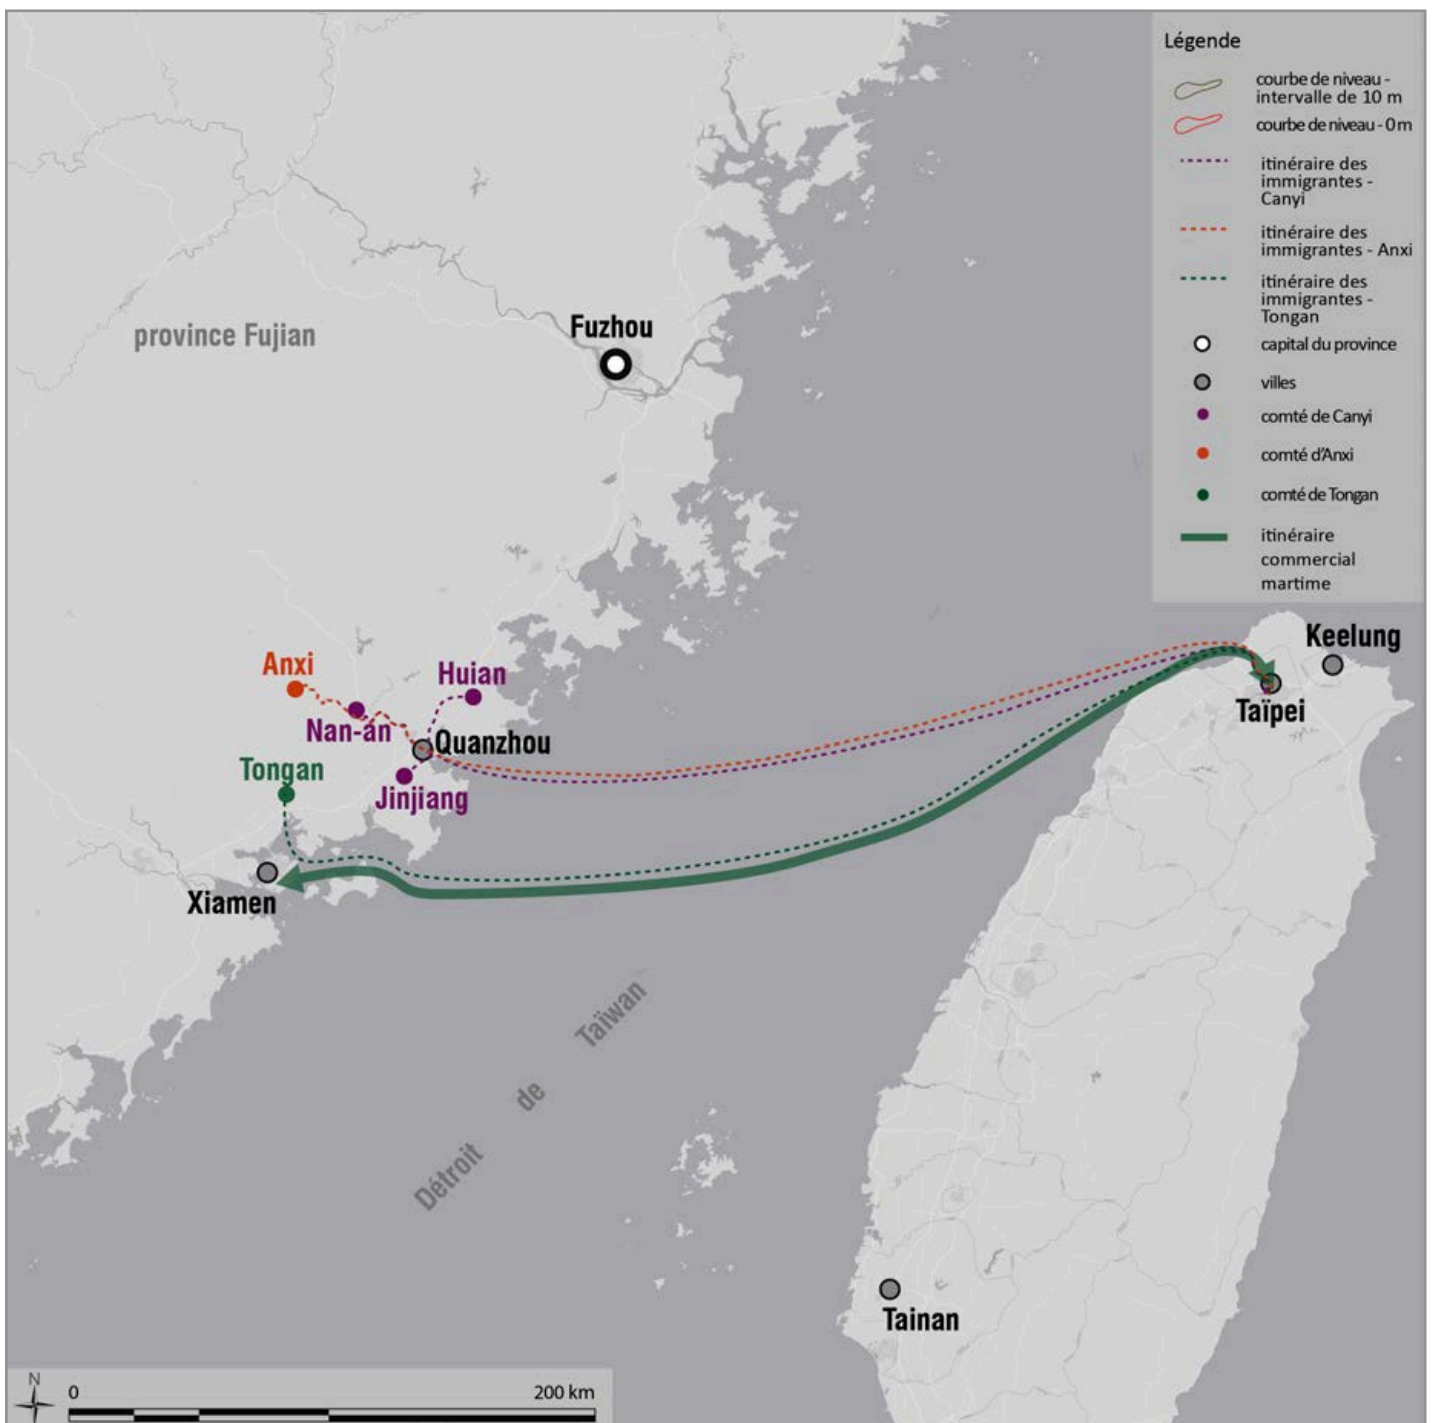 Légende
courbe de niveau -
intervalle de 10 m
courbe de niveau - 0 m
itinéraire des
immigrantes -
Canyi
itinéraire des
immigrantes - Anxi
itinéraire des
immigrantes -
Tongan
capital du province
villes
comté de Canyi
comté d'Anxi
comté de Tongan
itinéraire
commercial
martime
Fuzhou
province Fujian
Keelung
Anxi
Huian
Taïpei
Nan-an
Quanzhou
Tongan
Jinjiang
Xiamen
Détroit de Taïwan
Tainan
N
0
200 km